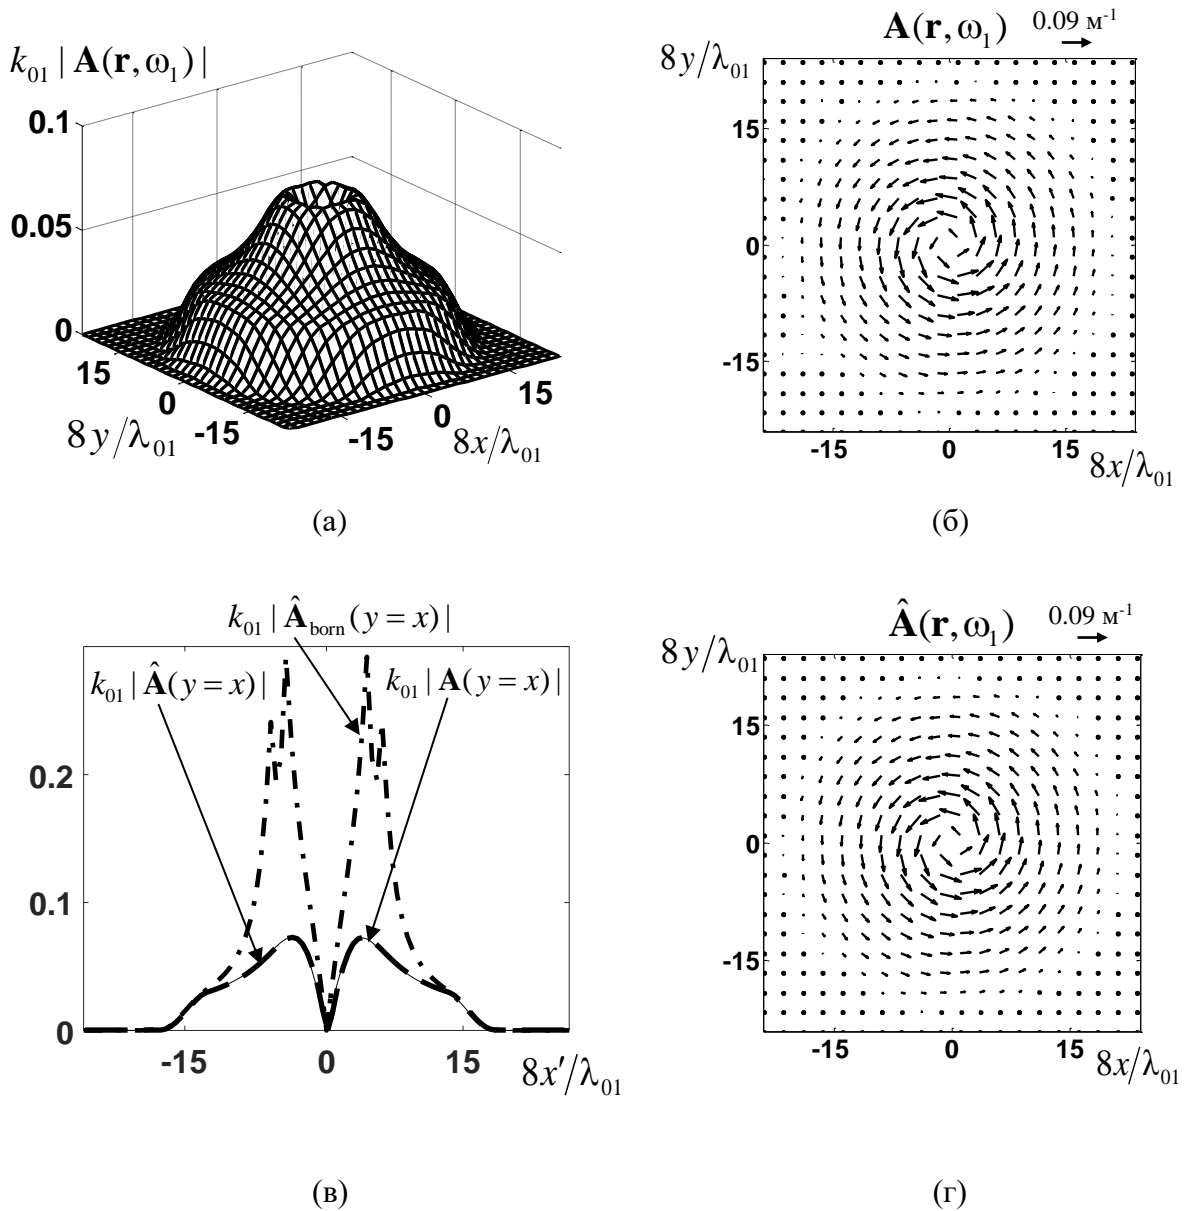 k₀₁ | A(r, ω₁) |
0.1
0.05
0
15
0
-15
8y/λ₀₁
-15
0
15
8x/λ₀₁
(а)
A(r, ω₁)
0.09 м⁻¹
8y/λ₀₁
15
0
-15
-15
0
15
8x/λ₀₁
(б)
k₀₁ | Â_born (y = x) |
k₀₁ | Â(y = x) |
k₀₁ | A(y = x) |
0.2
0.1
0
-15
0
15
8x′/λ₀₁
(в)
Â(r, ω₁)
0.09 м⁻¹
8y/λ₀₁
15
0
-15
-15
0
15
8x/λ₀₁
(г)